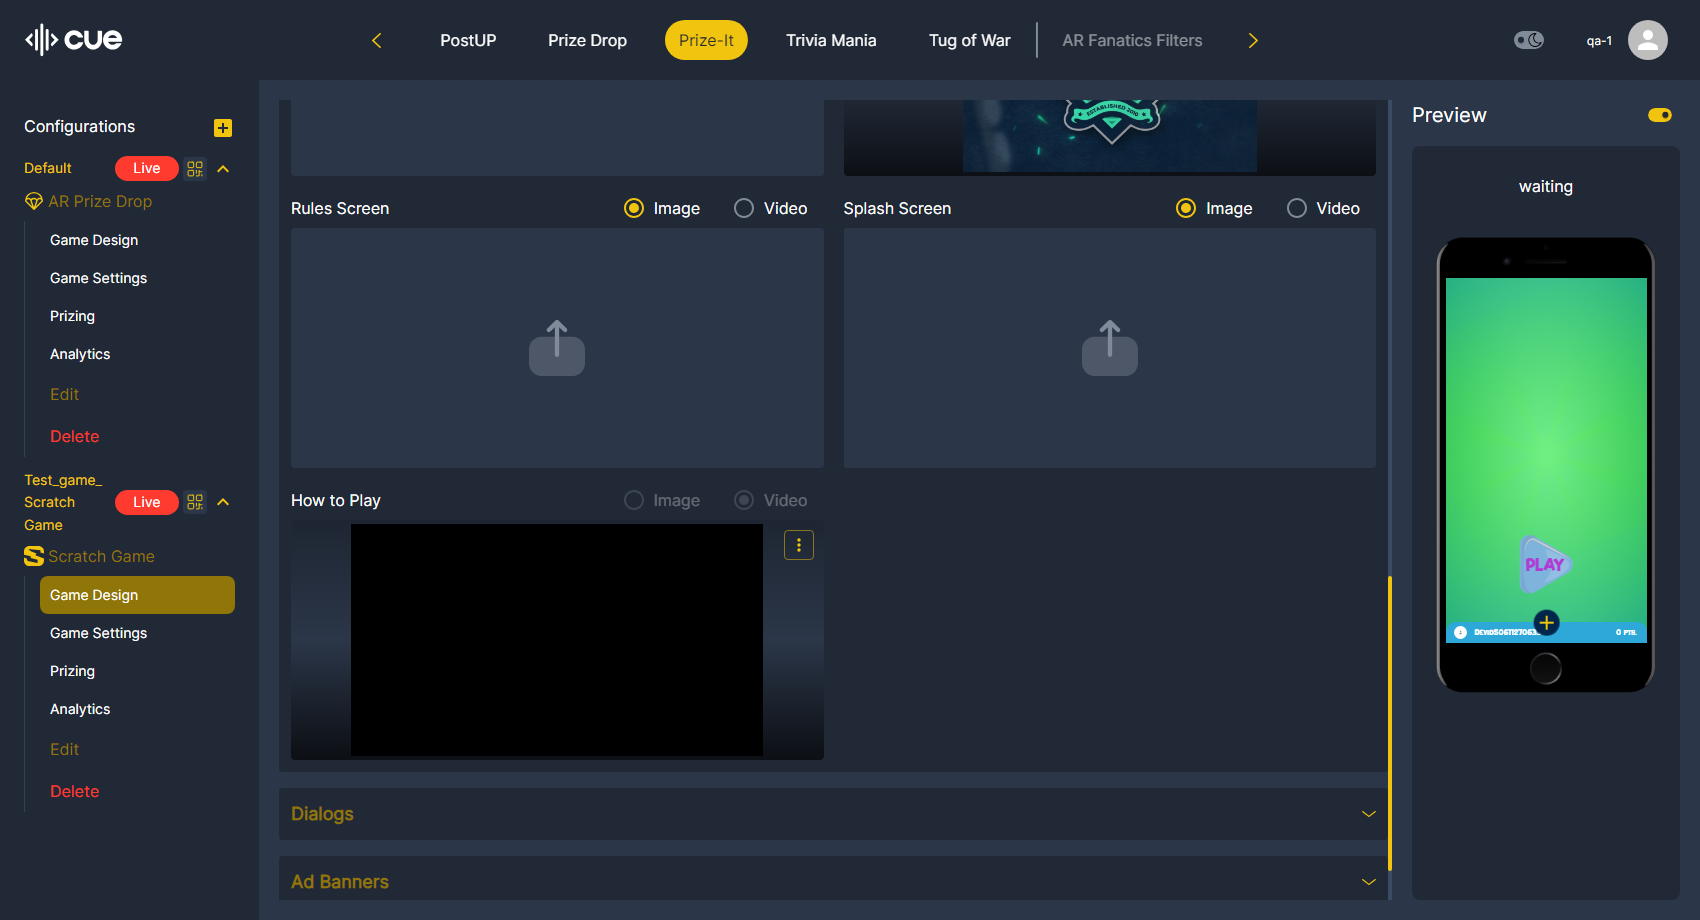 cue
PostUP
Prize Drop
Prize-It
Trivia Mania
Tug of War
AR Fanatics Filters
qa-1
Configurations
Default
Live
AR Prize Drop
Game Design
Game Settings
Prizing
Analytics
Edit
Delete
Test_game_
Scratch
Game
Live
Scratch Game
Game Design
Game Settings
Prizing
Analytics
Edit
Delete
ESTABLISHED 2010
Rules Screen
Image
Video
Splash Screen
Image
Video
How to Play
Image
Video
Dialogs
Ad Banners
Preview
waiting
PLAY
0 PTS.